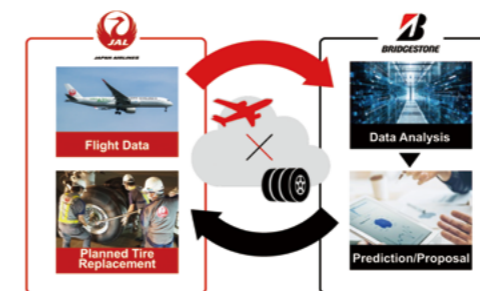 JAL
JAPAN AIRLINES
Flight Data
Planned Tire
Replacement
BRIDGESTONE
Data Analysis
Prediction/Proposal